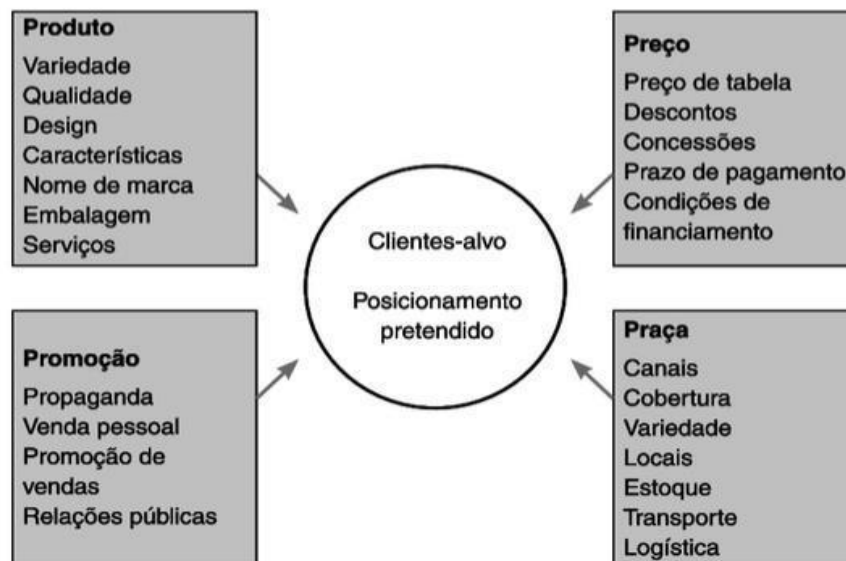 Produto
Variedade
Qualidade
Design
Características
Nome de marca
Embalagem
Serviços
Preço
Preço de tabela
Descontos
Concessões
Prazo de pagamento
Condições de
financiamento
Clientes-alvo
Posicionamento
pretendido
Promoção
Propaganda
Venda pessoal
Promoção de
vendas
Relações públicas
Praça
Canais
Cobertura
Variedade
Locais
Estoque
Transporte
Logística